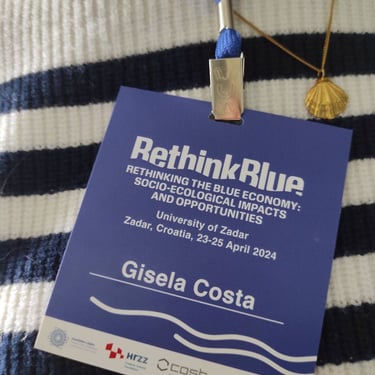 RethinkBlue
RETHINKING THE BLUE ECONOMY:
SOCIO-ECOLOGICAL IMPACTS
AND OPPORTUNITIES
University of Zadar
Zadar, Croatia, 23-25 April 2024
Gisela Costa
HRZZ